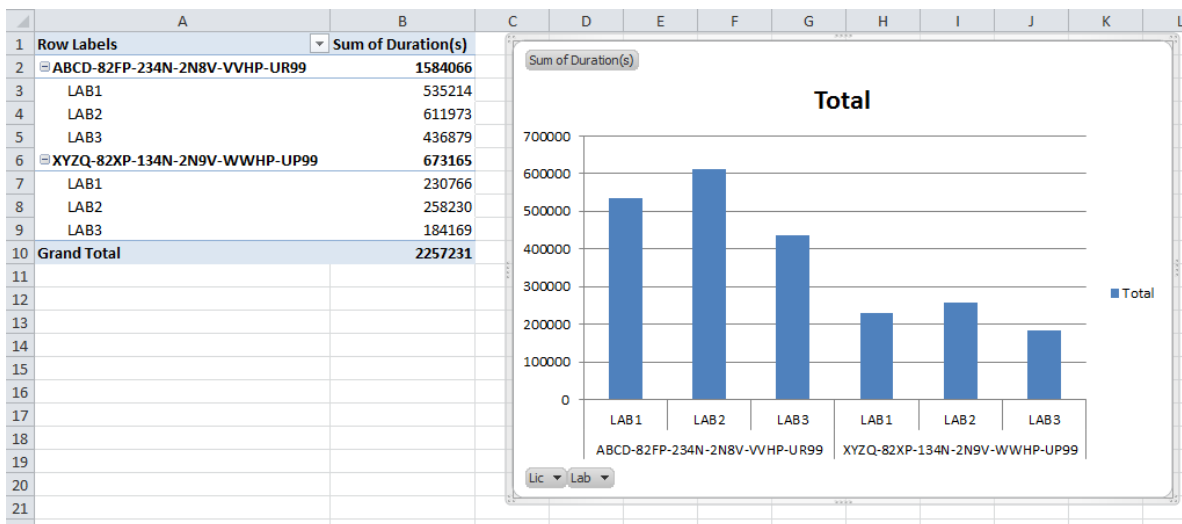 A B C D E F G H I J K L
1 Row Labels Sum of Duration(s)
2 ABCD-82FP-234N-2N8V-VVHP-UR99 1584066
3 LAB1 535214
4 LAB2 611973
5 LAB3 436879
6 XYZQ-82XP-134N-2N9V-WWHP-UP99 673165
7 LAB1 230766
8 LAB2 258230
9 LAB3 184169
10 Grand Total 2257231
11
12
13
14
15
16
17
18
19
20
21
Sum of Duration(s)
Total
700000
600000
500000
400000
300000
200000
100000
0
LAB1 LAB2 LAB3 LAB1 LAB2 LAB3
ABCD-82FP-234N-2N8V-VVHP-UR99 XYZQ-82XP-134N-2N9V-WWHP-UP99
Total
Lic Lab